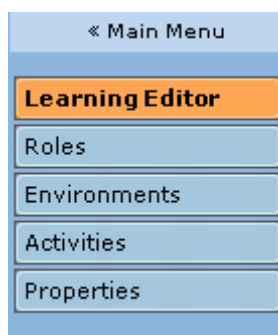 « Main Menu
Learning Editor
Roles
Environments
Activities
Properties